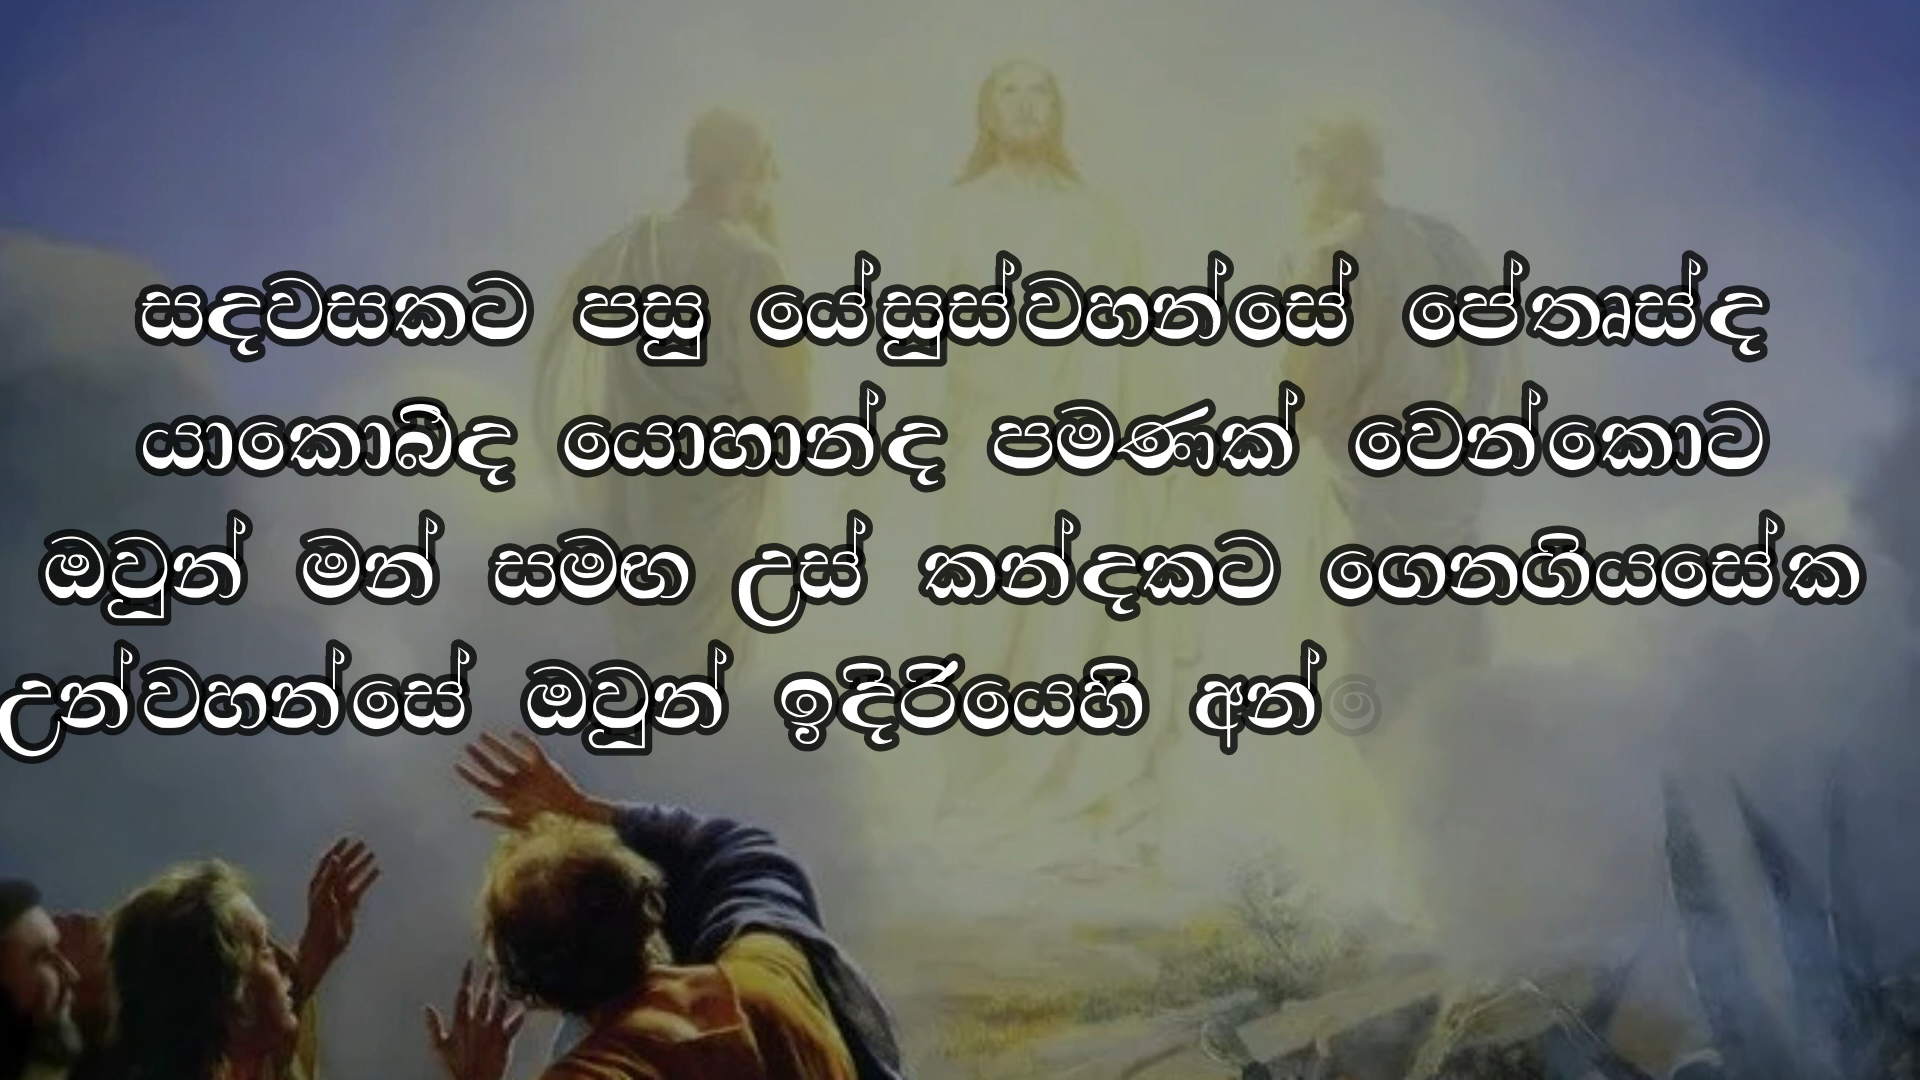 සදවසකට පසු යේසුස්වහන්සේ පේතෘස්ද
යාකොබ්ද යොහාන්ද පමණක් වෙන්කොට
ඔවුන් මන් සමඟ උස් කන්දකට ගෙනගියසේක
උන්වහන්සේ ඔවුන් ඉදිරියෙහි අන්